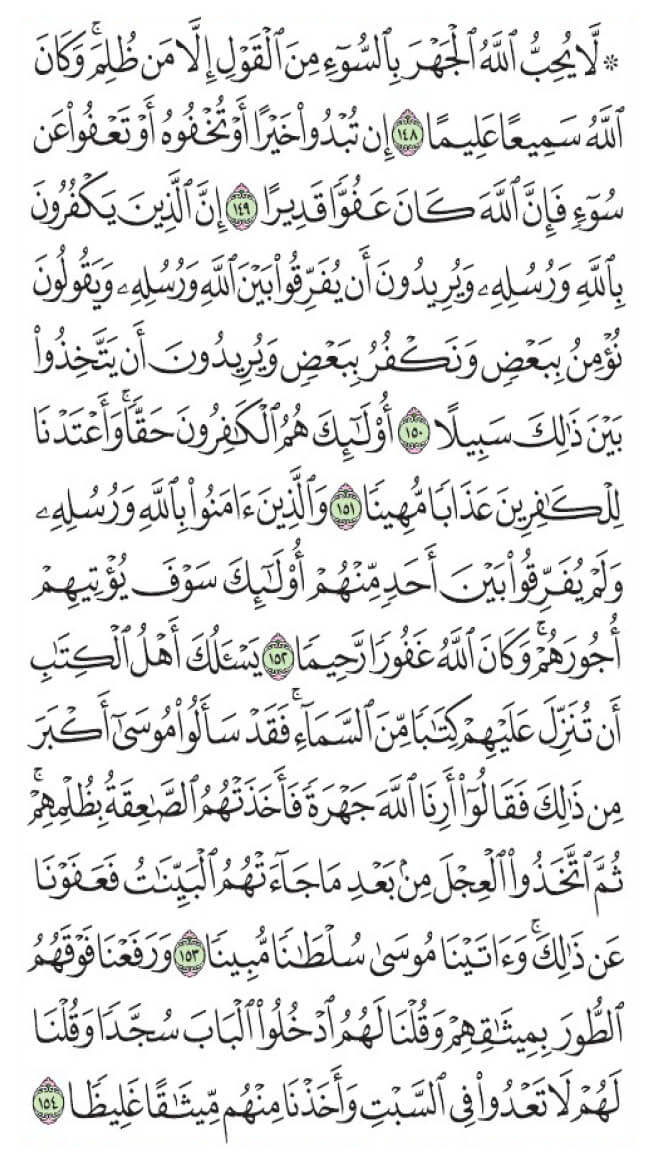 ۞ لَّا يُحِبُّ ٱللَّهُ ٱلْجَهْرَ بِٱلسُّوٓءِ مِنَ ٱلْقَوْلِ إِلَّا مَن ظُلِمَۚ وَكَانَ
ٱللَّهُ سَمِيعًا عَلِيمًا ١٤٨ إِن تُبْدُوا۟ خَيْرًا أَوْ تُخْفُوهُ أَوْ تَعْفُوا۟ عَن
سُوٓءٍ فَإِنَّ ٱللَّهَ كَانَ عَفُوًّا قَدِيرًا ١٤٩ إِنَّ ٱلَّذِينَ يَكْفُرُونَ
بِٱللَّهِ وَرُسُلِهِۦ وَيُرِيدُونَ أَن يُفَرِّقُوا۟ بَيْنَ ٱللَّهِ وَرُسُلِهِۦ وَيَقُولُونَ
نُؤْمِنُ بِبَعْضٍ وَنَكْفُرُ بِبَعْضٍ وَيُرِيدُونَ أَن يَتَّخِذُوا۟
بَيْنَ ذَٰلِكَ سَبِيلًا ١٥٠ أُو۟لَٰٓئِكَ هُمُ ٱلْكَٰفِرُونَ حَقًّاۚ وَأَعْتَدْنَا
لِلْكَٰفِرِينَ عَذَابًا مُّهِينًا ١٥١ وَٱلَّذِينَ ءَامَنُوا۟ بِٱللَّهِ وَرُسُلِهِۦ
وَلَمْ يُفَرِّقُوا۟ بَيْنَ أَحَدٍ مِّنْهُمْ أُو۟لَٰٓئِكَ سَوْفَ يُؤْتِيهِمْ
أُجُورَهُمْۚ وَكَانَ ٱللَّهُ غَفُورًا رَّحِيمًا ١٥٢ يَسْـَٔلُكَ أَهْلُ ٱلْكِتَٰبِ
أَن تُنَزِّلَ عَلَيْهِمْ كِتَٰبًا مِّنَ ٱلسَّمَآءِۚ فَقَدْ سَأَلُوا۟ مُوسَىٰٓ أَكْبَرَ
مِن ذَٰلِكَ فَقَالُوٓا۟ أَرِنَا ٱللَّهَ جَهْرَةً فَأَخَذَتْهُمُ ٱلصَّٰعِقَةُ بِظُلْمِهِمْۚ
ثُمَّ ٱتَّخَذُوا۟ ٱلْعِجْلَ مِنۢ بَعْدِ مَا جَآءَتْهُمُ ٱلْبَيِّنَٰتُ فَعَفَوْنَا
عَن ذَٰلِكَۚ وَءَاتَيْنَا مُوسَىٰ سُلْطَٰنًا مُّبِينًا ١٥٣ وَرَفَعْنَا فَوْقَهُمُ
ٱلطُّورَ بِمِيثَٰقِهِمْ وَقُلْنَا لَهُمُ ٱدْخُلُوا۟ ٱلْبَابَ سُجَّدًا وَقُلْنَا
لَهُمْ لَا تَعْدُوا۟ فِى ٱلسَّبْتِ وَأَخَذْنَا مِنْهُم مِّيثَٰقًا غَلِيظًا ١٥٤